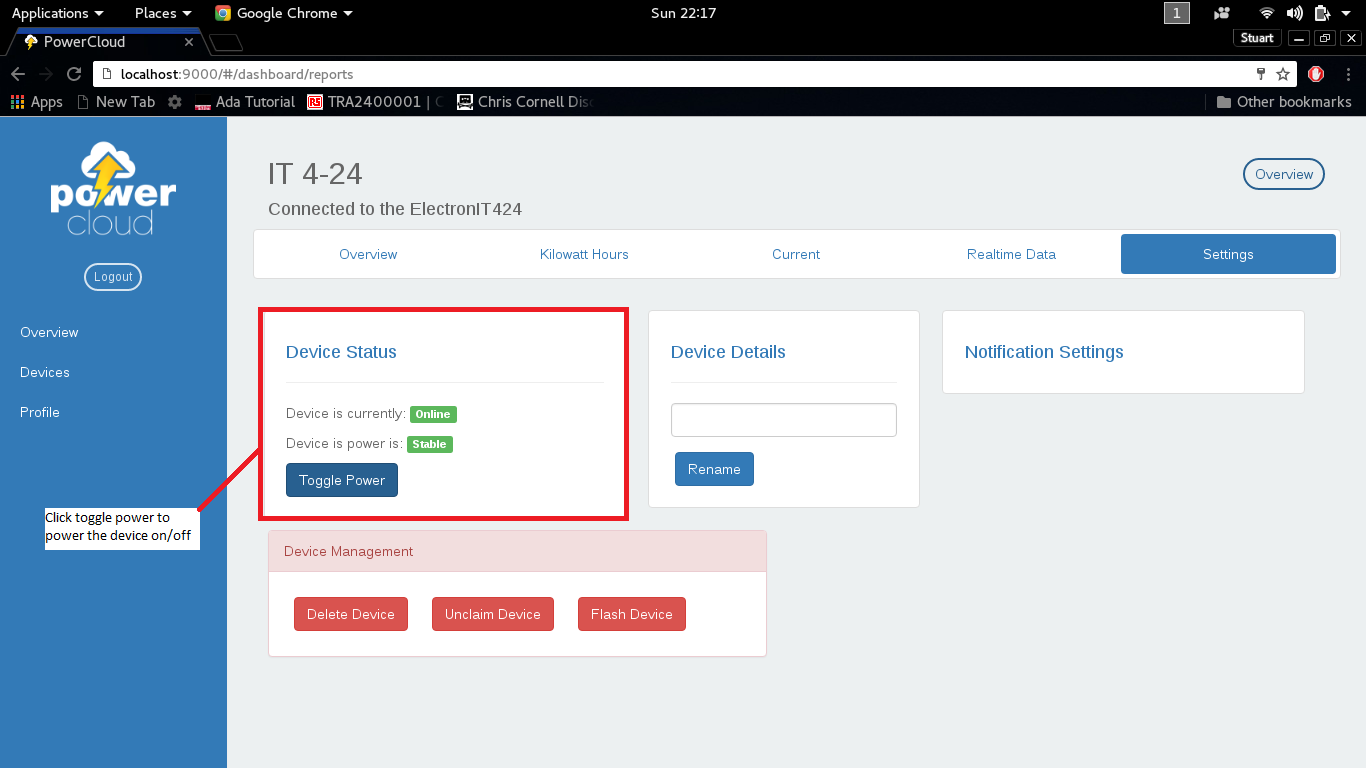 Applications Places Google Chrome Sun 22:17 1
PowerCloud Stuart
localhost:9000/#/dashboard/reports
Apps New Tab Ada Tutorial RS TRA2400001 | Chris Cornell Disc Other bookmarks
power
cloud
Logout
Overview
Devices
Profile
IT 4-24
Overview
Connected to the ElectronIT424
Overview Kilowatt Hours Current Realtime Data Settings
Device Status
Device is currently: Online
Device is power is: Stable
Toggle Power
Click toggle power to
power the device on/off
Device Details
Rename
Notification Settings
Device Management
Delete Device Unclaim Device Flash Device